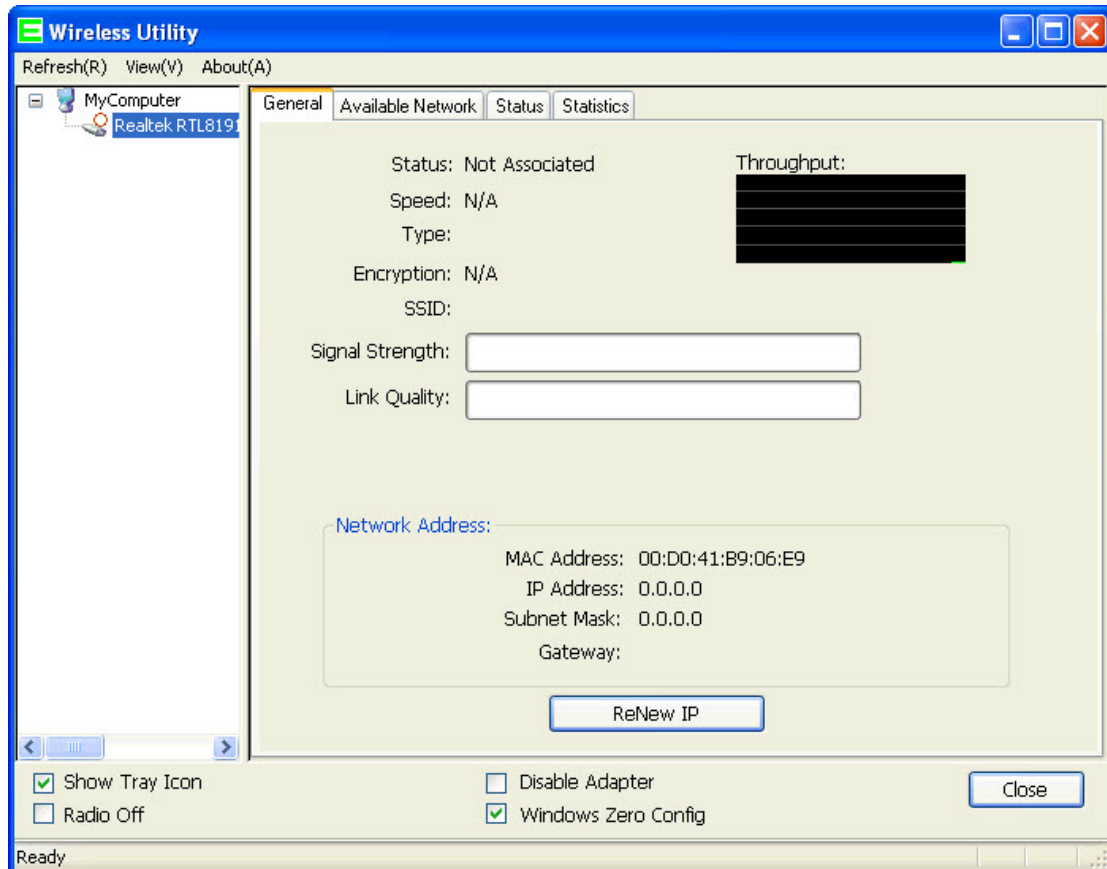 Wireless Utility
Refresh(R) View(V) About(A)
MyComputer
Realtek RTL8191
General Available Network Status Statistics
Status: Not Associated
Throughput:
Speed: N/A
Type:
Encryption: N/A
SSID:
Signal Strength:
Link Quality:
Network Address:
MAC Address: 00:D0:41:B9:06:E9
IP Address: 0.0.0.0
Subnet Mask: 0.0.0.0
Gateway:
ReNew IP
Show Tray Icon
Radio Off
Disable Adapter
Windows Zero Config
Close
Ready